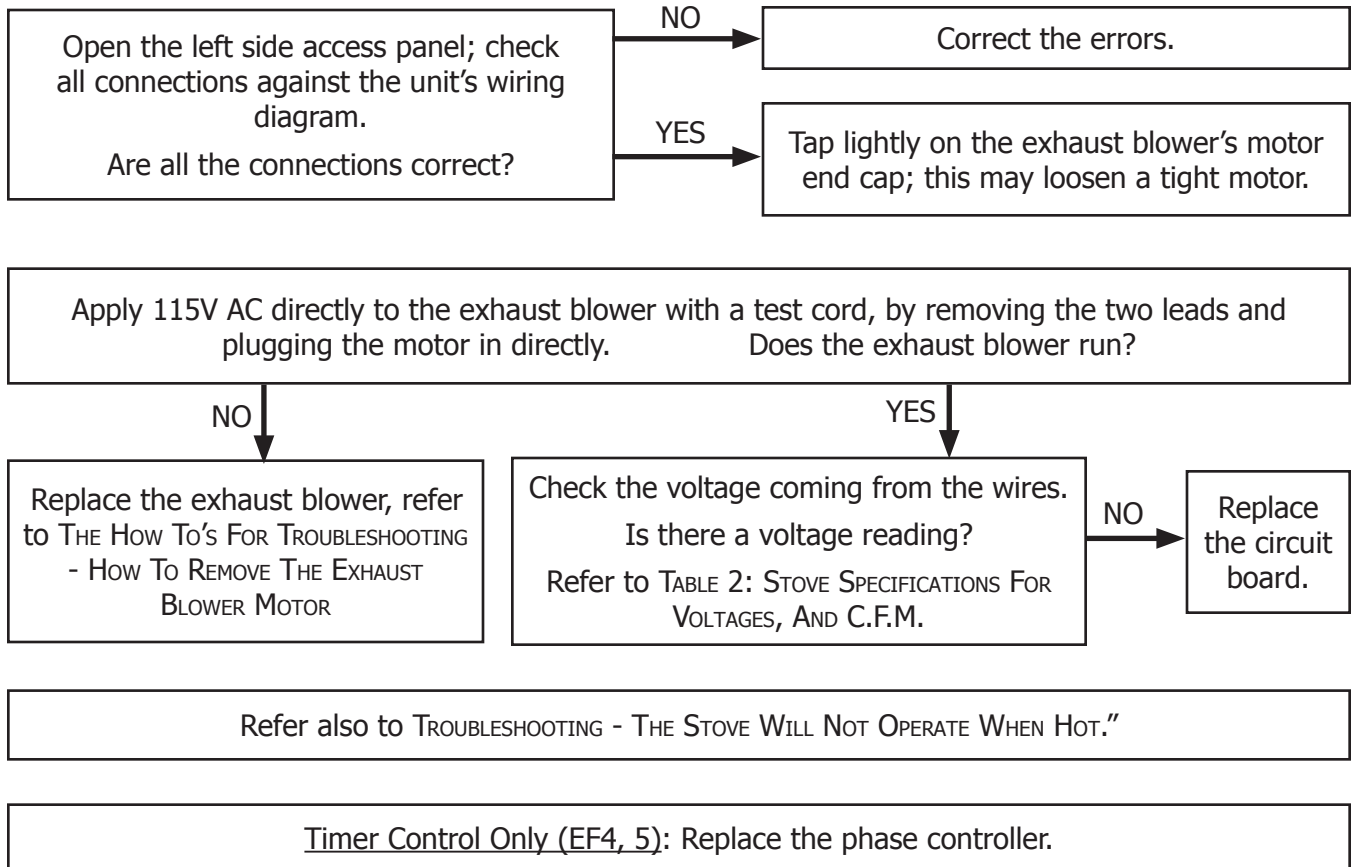 Open the left side access panel; check
all connections against the unit's wiring
diagram.
Are all the connections correct?
NO
Correct the errors.
YES
Tap lightly on the exhaust blower's motor
end cap; this may loosen a tight motor.
Apply 115V AC directly to the exhaust blower with a test cord, by removing the two leads and
plugging the motor in directly. Does the exhaust blower run?
NO
YES
Replace the exhaust blower, refer
to THE HOW TO'S FOR TROUBLESHOOTING
- HOW TO REMOVE THE EXHAUST
BLOWER MOTOR
Check the voltage coming from the wires.
Is there a voltage reading?
Refer to TABLE 2: STOVE SPECIFICATIONS FOR
VOLTAGES, AND C.F.M.
NO
Replace
the circuit
board.
Refer also to TROUBLESHOOTING - THE STOVE WILL NOT OPERATE WHEN HOT."
Timer Control Only (EF4, 5): Replace the phase controller.